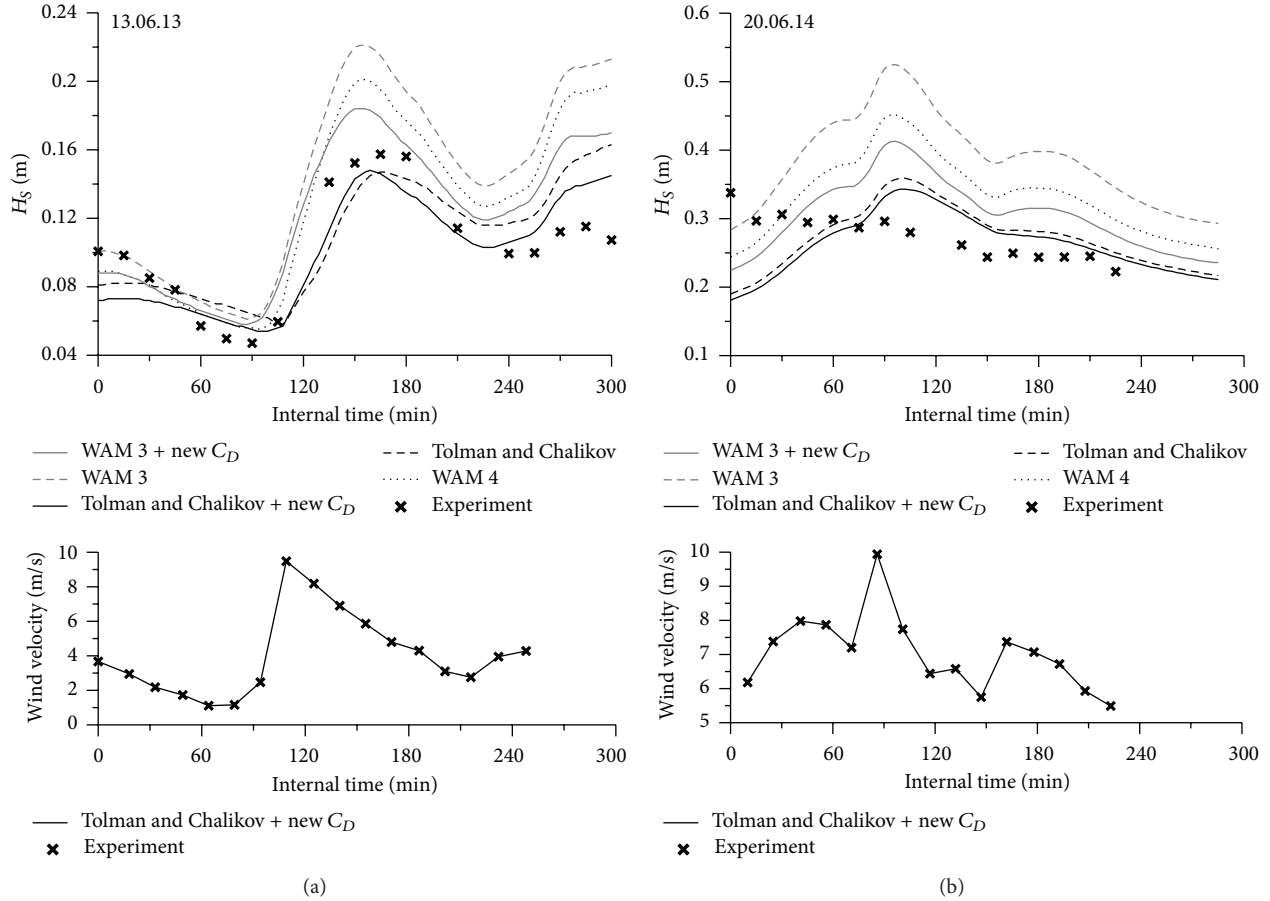 13.06.13
0.24
0.2
0.16
0.12
0.08
0.04
H_S (m)
0 60 120 180 240 300
Internal time (min)
WAM 3 + new C_D
WAM 3
Tolman and Chalikov + new C_D
Tolman and Chalikov
WAM 4
Experiment
10
8
6
4
2
0
Wind velocity (m/s)
0 60 120 180 240 300
Internal time (min)
Tolman and Chalikov + new C_D
Experiment
(a)
20.06.14
0.6
0.5
0.4
0.3
0.2
0.1
H_S (m)
0 60 120 180 240 300
Internal time (min)
WAM 3 + new C_D
WAM 3
Tolman and Chalikov + new C_D
Tolman and Chalikov
WAM 4
Experiment
10
9
8
7
6
5
Wind velocity (m/s)
0 60 120 180 240 300
Internal time (min)
Tolman and Chalikov + new C_D
Experiment
(b)